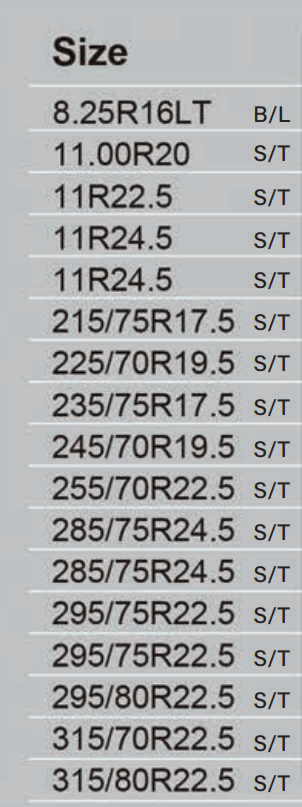 Size
8.25R16LT B/L
11.00R20 S/T
11R22.5 S/T
11R24.5 S/T
11R24.5 S/T
215/75R17.5 S/T
225/70R19.5 S/T
235/75R17.5 S/T
245/70R19.5 S/T
255/70R22.5 S/T
285/75R24.5 S/T
285/75R24.5 S/T
295/75R22.5 S/T
295/75R22.5 S/T
295/80R22.5 S/T
315/70R22.5 S/T
315/80R22.5 S/T